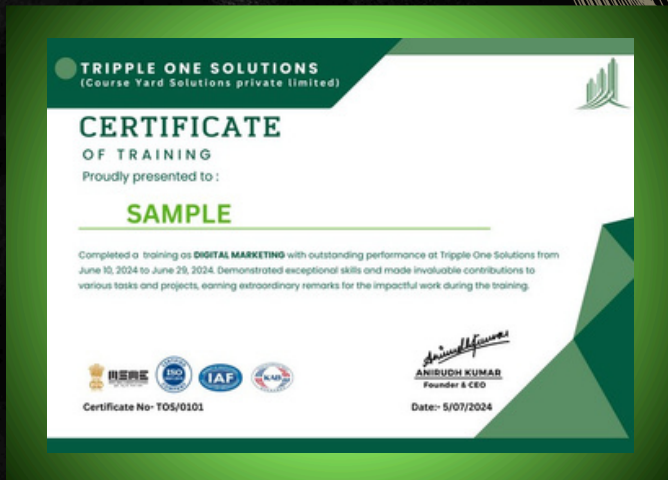 TRIPPLE ONE SOLUTIONS
(Course Yard Solutions private limited)
CERTIFICATE
OF TRAINING
Proudly presented to :
SAMPLE
Completed a training as DIGITAL MARKETING with outstanding performance at Tripple One Solutions from
June 10, 2024 to June 29, 2024. Demonstrated exceptional skills and made invaluable contributions to
various tasks and projects, earning extraordinary remarks for the impactful work during the training.
ISO
IAF
KAB
ANIRUDH KUMAR
Founder & CEO
Certificate No- TOS/0101
Date:- 5/07/2024